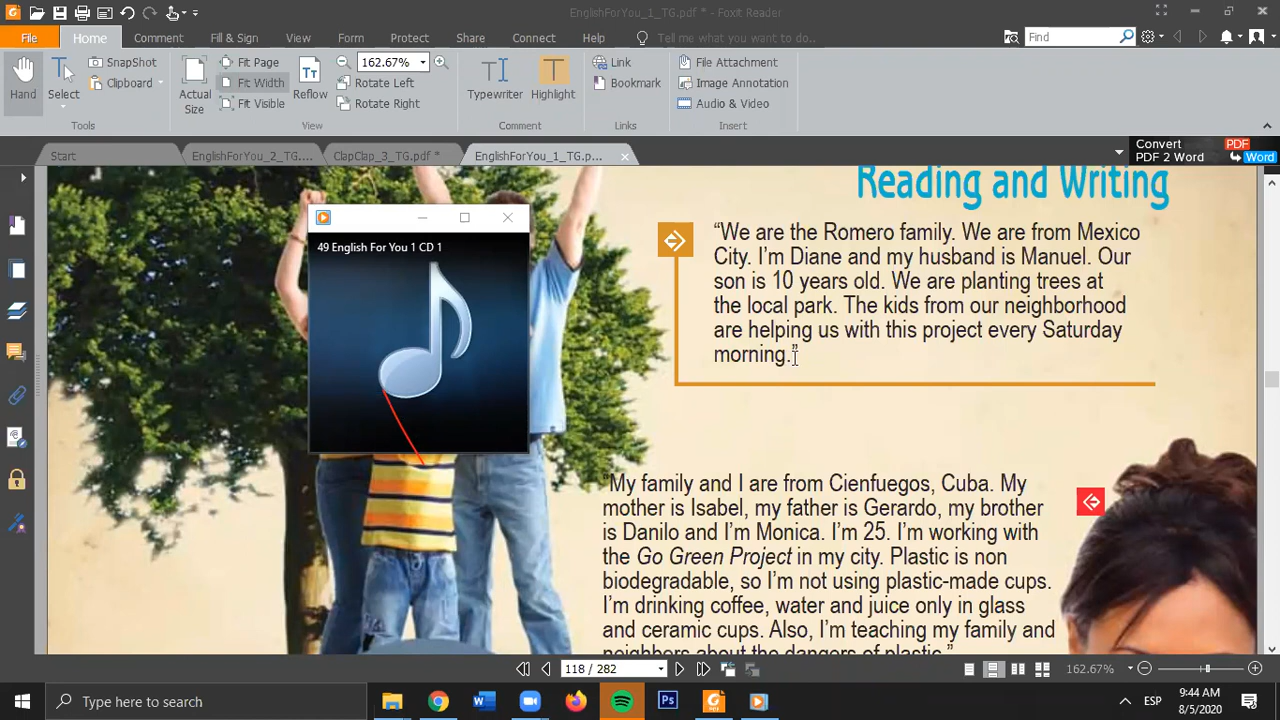 EnglishForYou_1_TG.pdf * - Foxit Reader
File
Home
Comment
Fill & Sign
View
Form
Protect
Share
Connect
Help
Tell me what you want to do...
Find
Hand
Select
SnapShot
Clipboard
Tools
Actual Size
Fit Page
Fit Width
Fit Visible
Reflow
162.67%
Rotate Left
Rotate Right
View
Typewriter
Highlight
Comment
Link
Bookmark
Links
File Attachment
Image Annotation
Audio & Video
Insert
Start
EnglishForYou_2_TG....
ClapClap_3_TG.pdf *
EnglishForYou_1_TG.p...
Convert
PDF 2 Word
PDF
Word
49 English For You 1 CD 1
Reading and Writing
“We are the Romero family. We are from Mexico
City. I’m Diane and my husband is Manuel. Our
son is 10 years old. We are planting trees at
the local park. The kids from our neighborhood
are helping us with this project every Saturday
morning.”
“My family and I are from Cienfuegos, Cuba. My
mother is Isabel, my father is Gerardo, my brother
is Danilo and I’m Monica. I’m 25. I’m working with
the Go Green Project in my city. Plastic is non
biodegradable, so I’m not using plastic-made cups.
I’m drinking coffee, water and juice only in glass
and ceramic cups. Also, I’m teaching my family and
neighbors about the dangers of plastic.”
118 / 282
162.67%
Type here to search
Ps
ESP
9:44 AM
8/5/2020